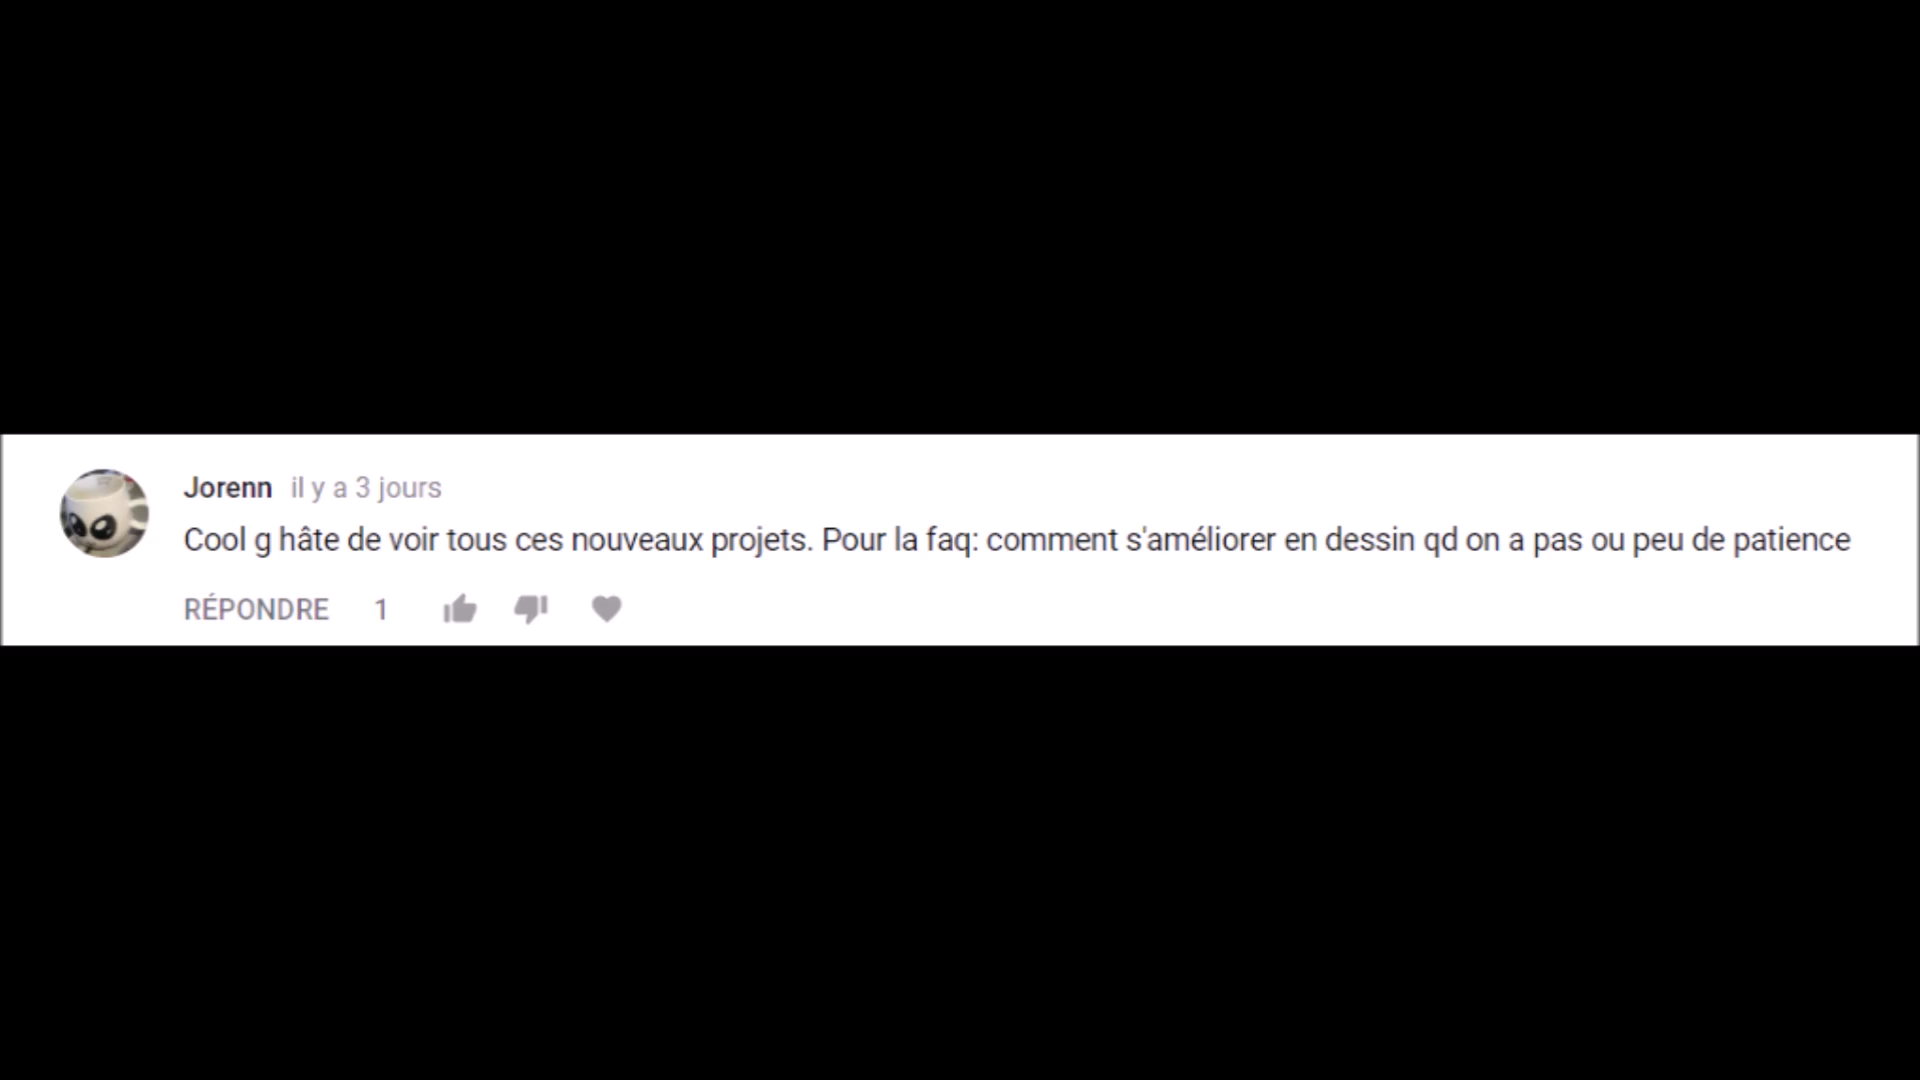 Jorenn il y a 3 jours
Cool g hâte de voir tous ces nouveaux projets. Pour la faq: comment s'améliorer en dessin qd on a pas ou peu de patience
RÉPONDRE 1